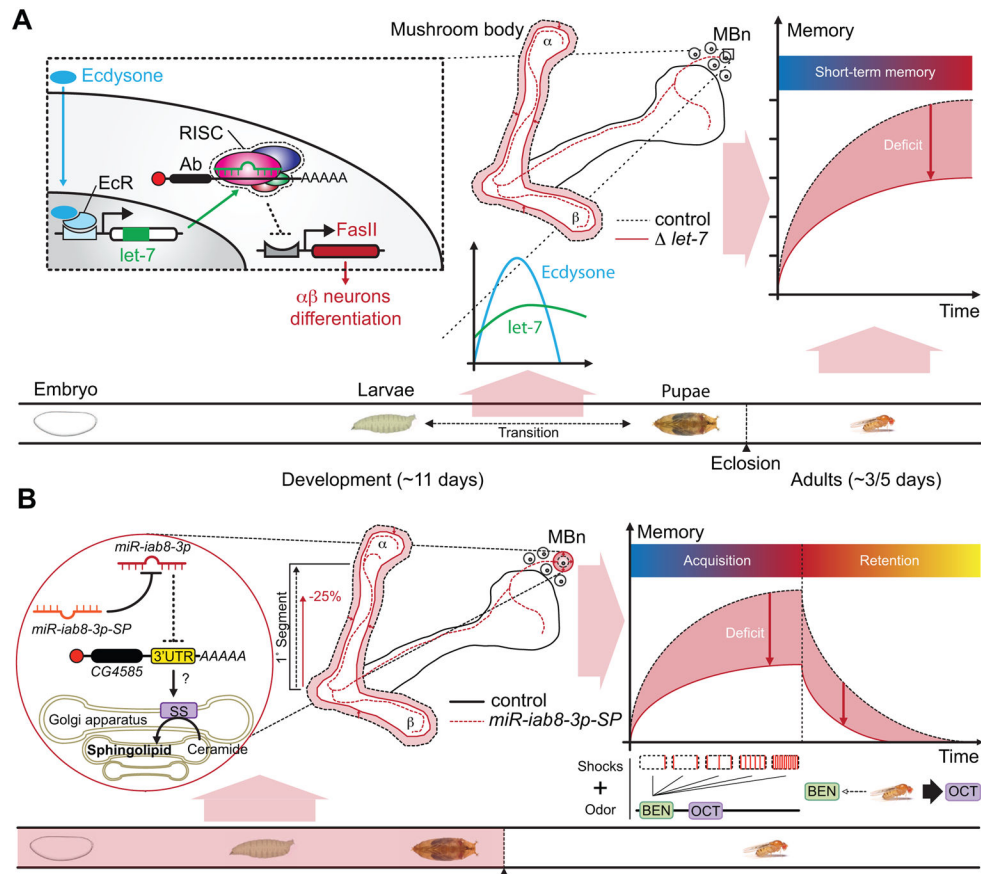 A
Mushroom body
MBn
Memory
Ecdysone
α
Short-term memory
RISC
Ab
AAAAA
Deficit
EcR
let-7
FasII
β
control
Δ let-7
αβ neurons
differentiation
Ecdysone
let-7
Time
Embryo
Larvae
Pupae
Transition
Eclosion
Development (~11 days)
Adults (~3/5 days)
B
miR-iab8-3p
α
MBn
Memory
Acquisition
Retention
-25%
1° Segment
miR-iab8-3p-SP
Deficit
3'UTR
AAAAA
CG4585
?
control
miR-iab8-3p-SP
SS
Golgi apparatus
β
Sphingolipid
Ceramide
Time
Shocks
+
Odor
BEN
OCT
BEN
OCT